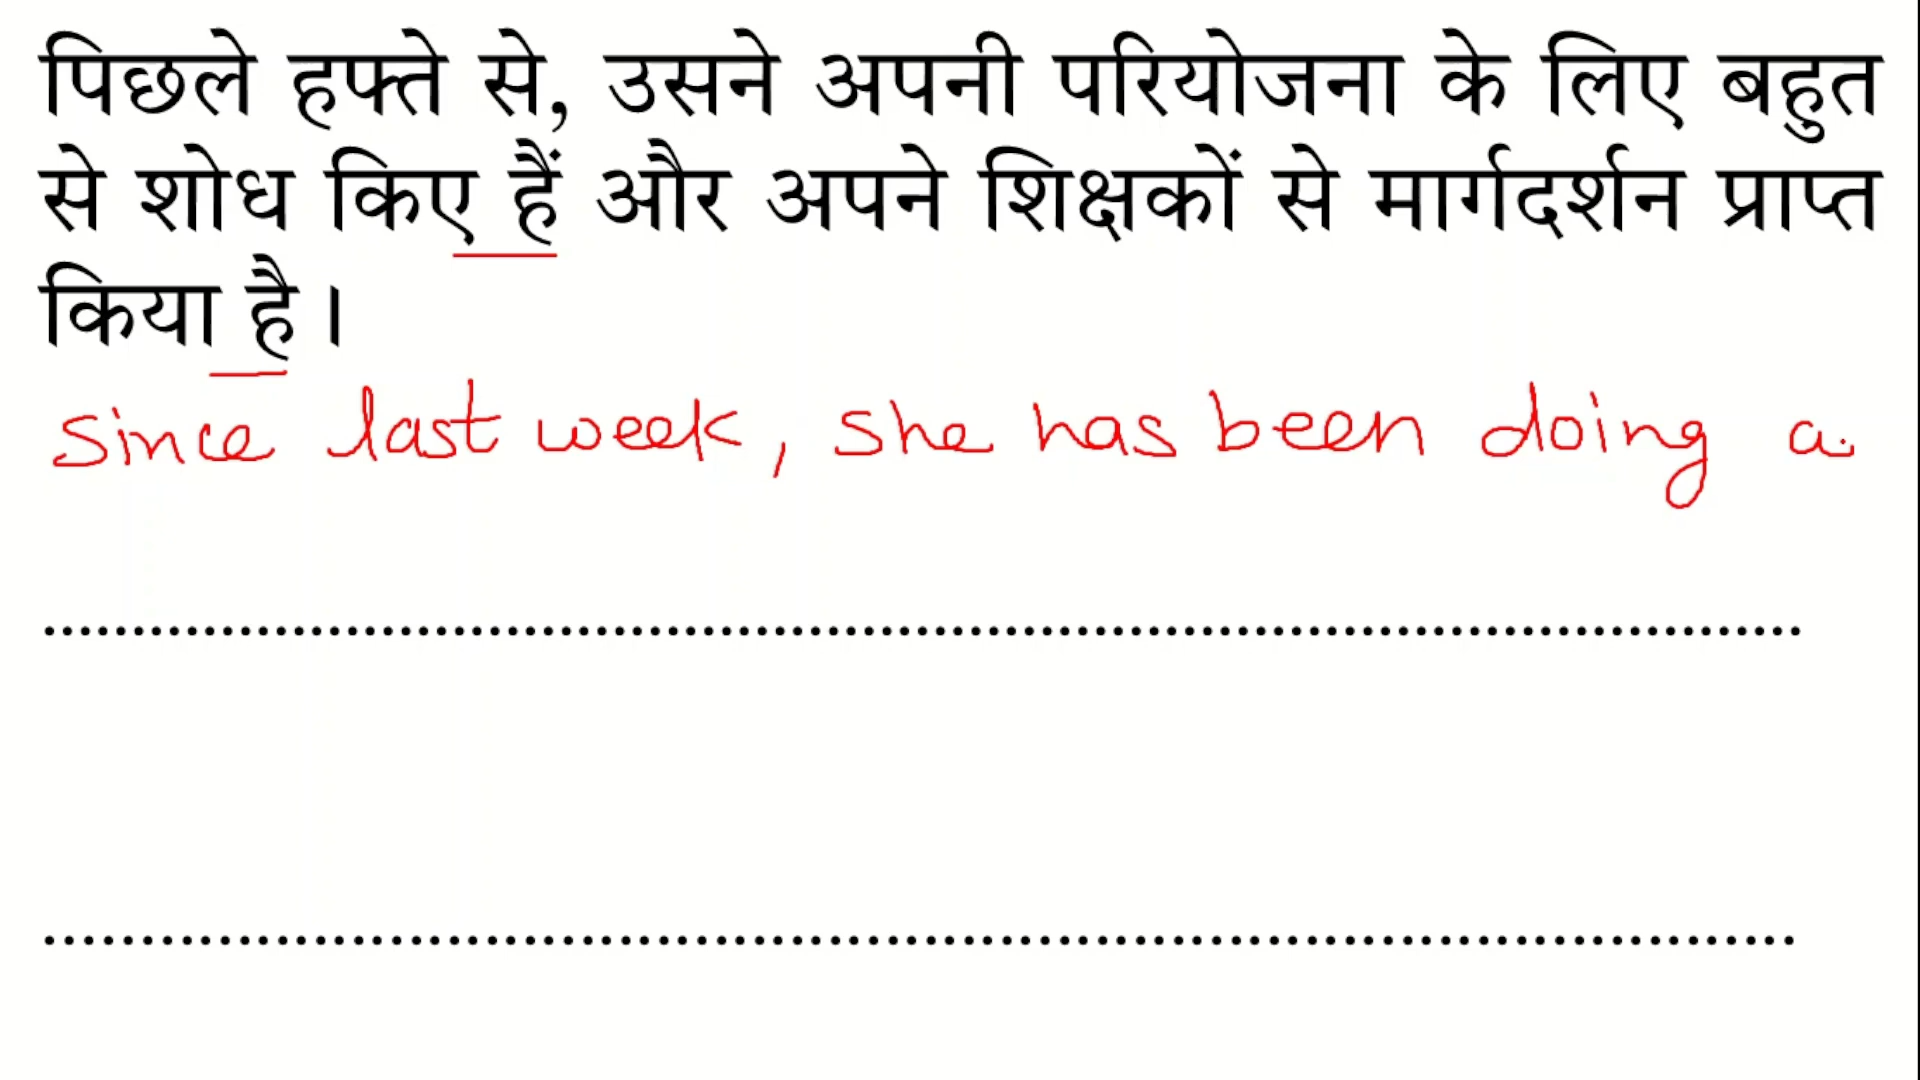 पिछले हफ्ते से, उसने अपनी परियोजना के लिए बहुत
से शोध किए हैं और अपने शिक्षकों से मार्गदर्शन प्राप्त
किया है।
since last week, she has been doing a